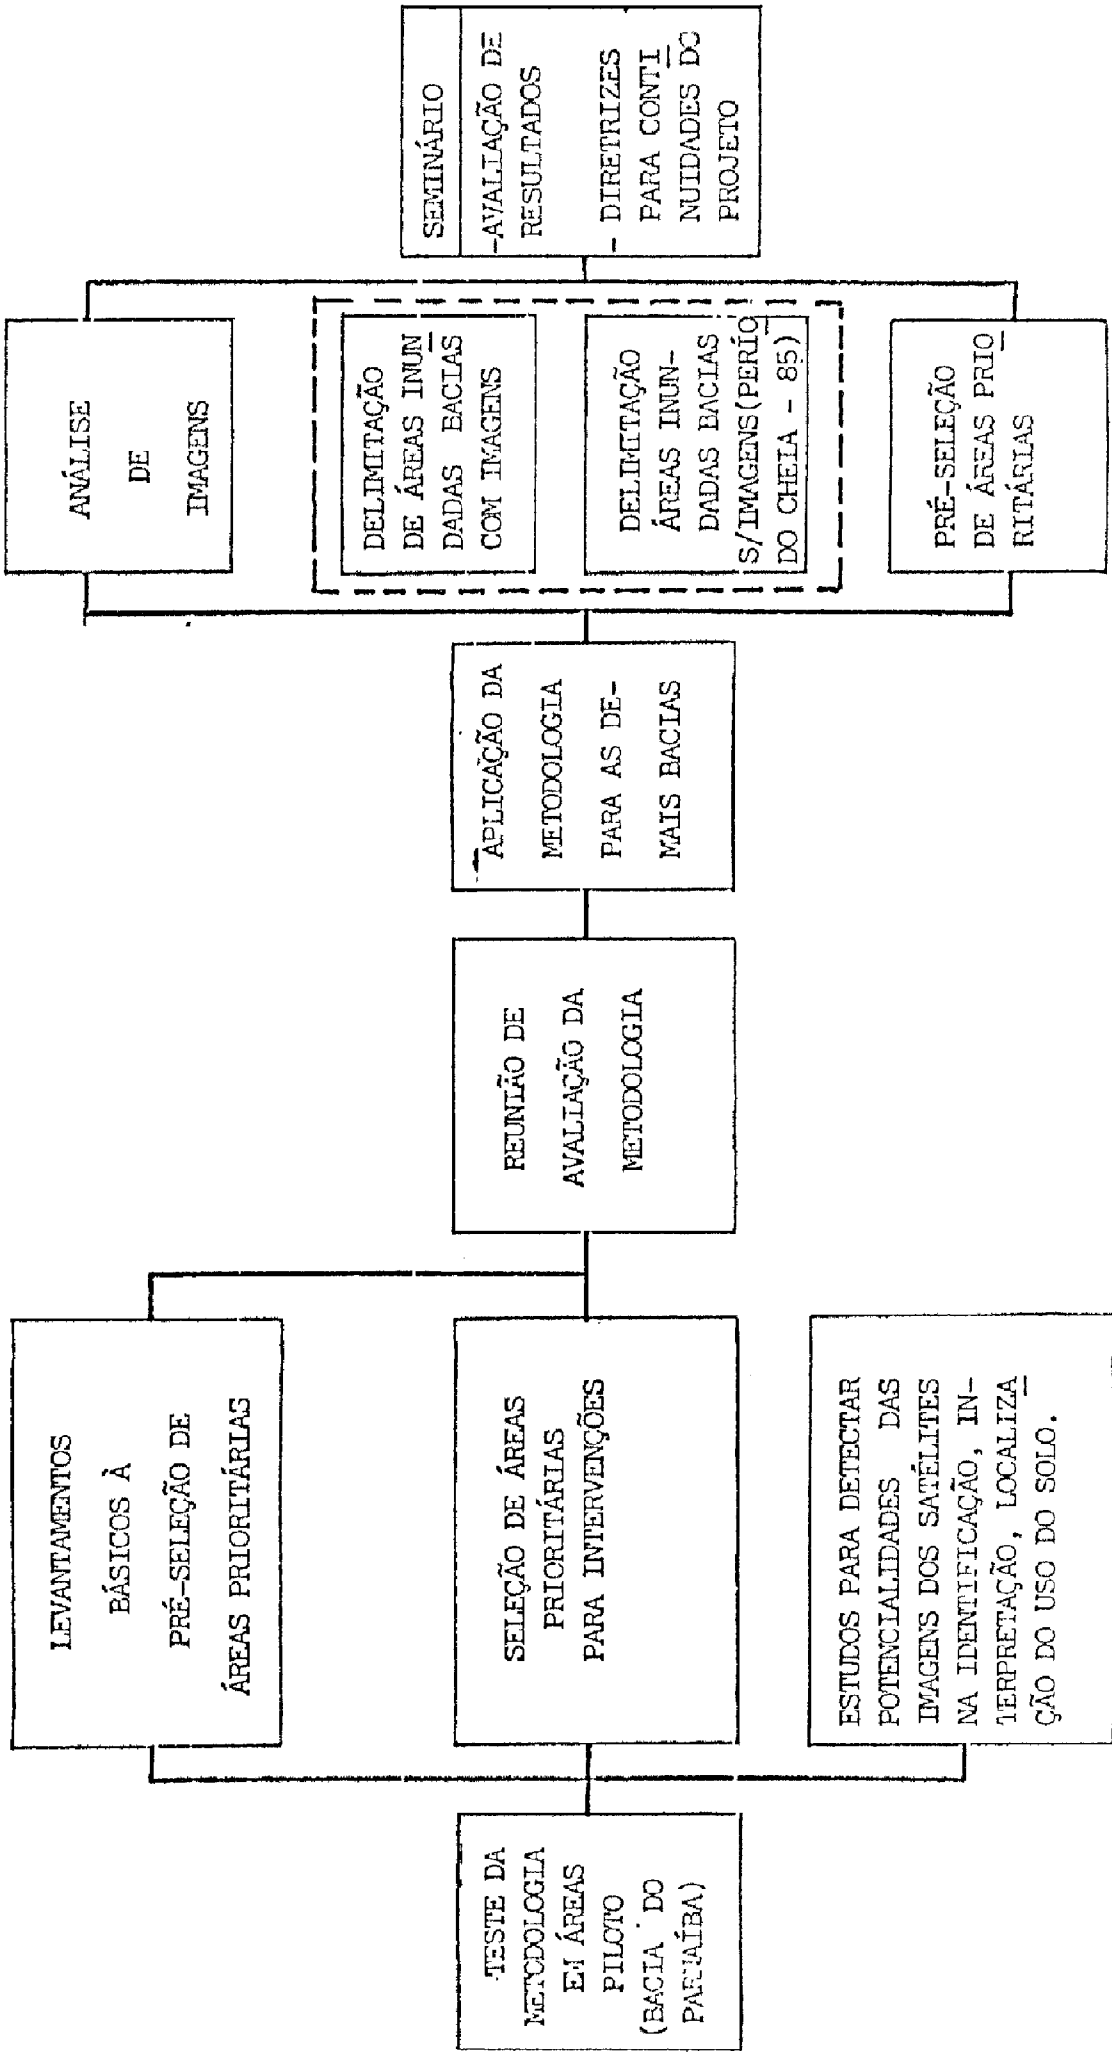 TESTE DA
METODOLOGIA
EM ÁREAS
PILOTO
(BACIA DO
PARNAÍBA)
LEVANTAMENTOS
BÁSICOS À
PRÉ-SELEÇÃO DE
ÁREAS PRIORITÁRIAS
SELEÇÃO DE ÁREAS
PRIORITÁRIAS
PARA INTERVENÇÕES
ESTUDOS PARA DETECTAR
POTENCIALIDADES DAS
IMAGENS DOS SATÉLITES
NA IDENTIFICAÇÃO, IN-
TERPRETAÇÃO, LOCALIZA
ÇÃO DO USO DO SOLO.
REUNIÃO DE
AVALIAÇÃO DA
METODOLOGIA
APLICAÇÃO DA
METODOLOGIA
PARA AS DE-
MAIS BACIAS
ANÁLISE
DE
IMAGENS
DELIMITAÇÃO
DE ÁREAS INUN
DADAS BACIAS
COM IMAGENS
DELIMITAÇÃO
ÁREAS INUN-
DADAS BACIAS
S/IMAGENS(PERÍO
DO CHEIA - 85)
PRÉ-SELEÇÃO
DE ÁREAS PRIO
RITÁRIAS
SEMINÁRIO
-AVALIAÇÃO DE
RESULTADOS
- DIRETRIZES
PARA CONTI
NUIDADES DO
PROJETO